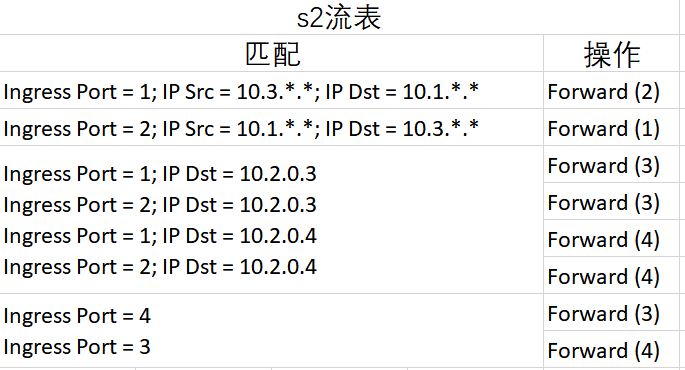 s2流表
匹配 操作
Ingress Port = 1; IP Src = 10.3.*.*; IP Dst = 10.1.*.* Forward (2)
Ingress Port = 2; IP Src = 10.1.*.*; IP Dst = 10.3.*.* Forward (1)
Ingress Port = 1; IP Dst = 10.2.0.3 Forward (3)
Ingress Port = 2; IP Dst = 10.2.0.3 Forward (3)
Ingress Port = 1; IP Dst = 10.2.0.4 Forward (4)
Ingress Port = 2; IP Dst = 10.2.0.4 Forward (4)
Ingress Port = 4 Forward (3)
Ingress Port = 3 Forward (4)